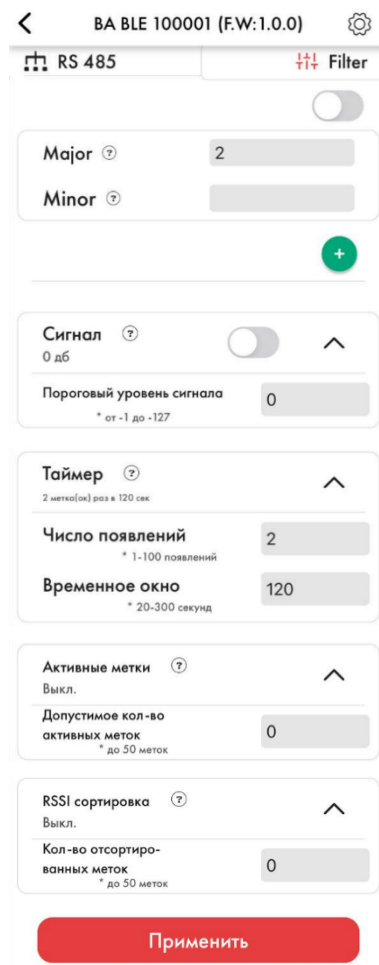 BA BLE 100001 (F.W:1.0.0)
RS 485
Filter
Major ?
2
Minor ?
+
Сигнал ?
0 дб
Пороговый уровень сигнала
0
* от -1 до -127
Таймер ?
2 метка(ок) раз в 120 сек
Число появлений
2
* 1-100 появлений
Временное окно
120
* 20-300 секунд
Активные метки ?
Выкл.
Допустимое кол-во
активных меток
0
* до 50 меток
RSSI сортировка ?
Выкл.
Кол-во отсортиро-
ванных меток
0
* до 50 меток
Применить